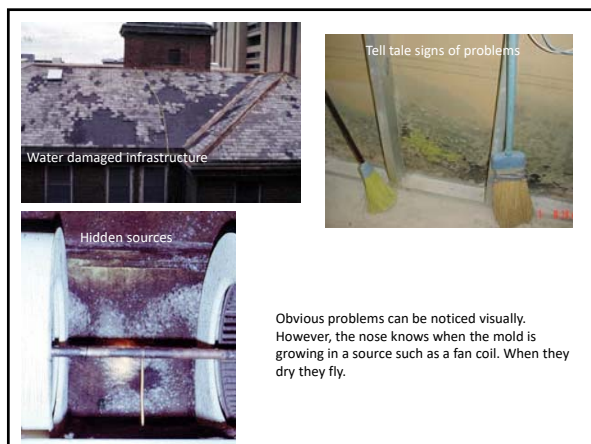 Water damaged infrastructure
Tell tale signs of problems
Hidden sources
Obvious problems can be noticed visually.
However, the nose knows when the mold is
growing in a source such as a fan coil. When they
dry they fly.